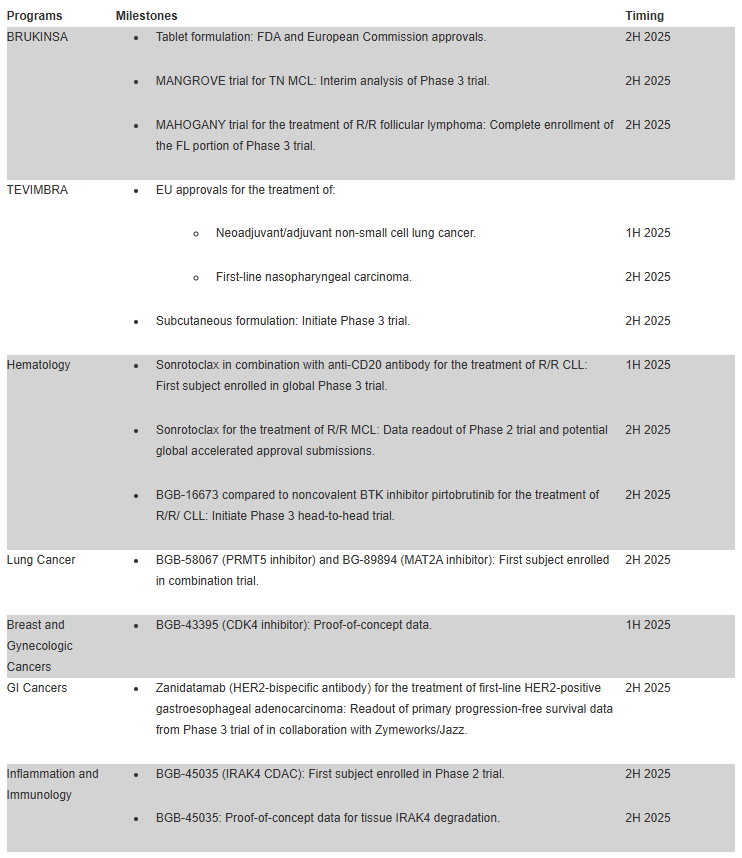 Programs Milestones Timing
BRUKINSA • Tablet formulation: FDA and European Commission approvals. 2H 2025
• MANGROVE trial for TN MCL: Interim analysis of Phase 3 trial. 2H 2025
• MAHOGANY trial for the treatment of R/R follicular lymphoma: Complete enrollment of 2H 2025
the FL portion of Phase 3 trial.
TEVIMBRA • EU approvals for the treatment of:
○ Neoadjuvant/adjuvant non-small cell lung cancer. 1H 2025
○ First-line nasopharyngeal carcinoma. 2H 2025
• Subcutaneous formulation: Initiate Phase 3 trial. 2H 2025
Hematology • Sonrotoclax in combination with anti-CD20 antibody for the treatment of R/R CLL: 1H 2025
First subject enrolled in global Phase 3 trial.
• Sonrotoclax for the treatment of R/R MCL: Data readout of Phase 2 trial and potential 2H 2025
global accelerated approval submissions.
• BGB-16673 compared to noncovalent BTK inhibitor pirtobrutinib for the treatment of 2H 2025
R/R/ CLL: Initiate Phase 3 head-to-head trial.
Lung Cancer • BGB-58067 (PRMT5 inhibitor) and BG-89894 (MAT2A inhibitor): First subject enrolled 2H 2025
in combination trial.
Breast and • BGB-43395 (CDK4 inhibitor): Proof-of-concept data. 1H 2025
Gynecologic
Cancers
GI Cancers • Zanidatamab (HER2-bispecific antibody) for the treatment of first-line HER2-positive 2H 2025
gastroesophageal adenocarcinoma: Readout of primary progression-free survival data
from Phase 3 trial of in collaboration with Zymeworks/Jazz.
Inflammation and • BGB-45035 (IRAK4 CDAC): First subject enrolled in Phase 2 trial. 2H 2025
Immunology
• BGB-45035: Proof-of-concept data for tissue IRAK4 degradation. 2H 2025